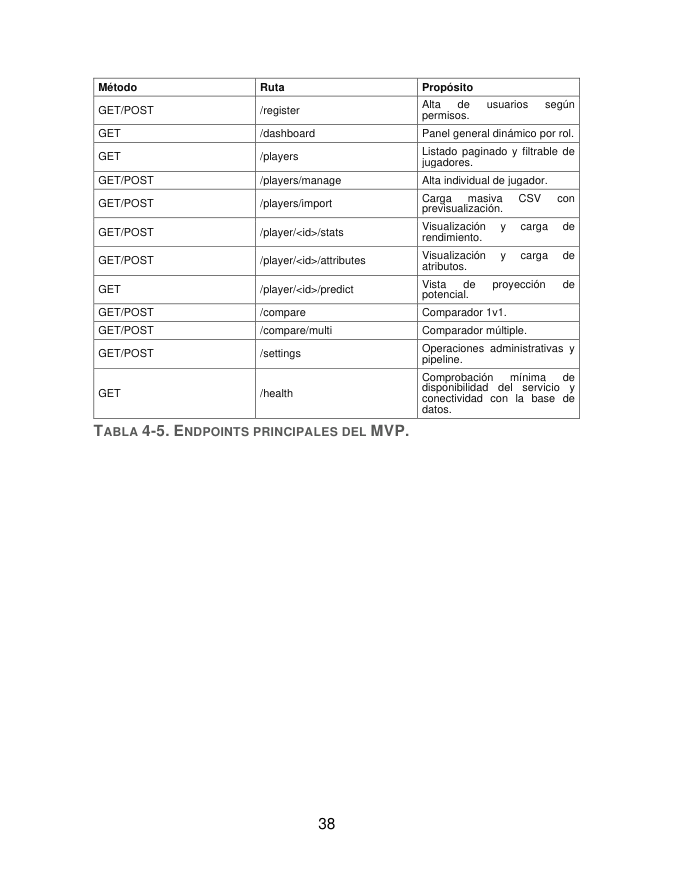 Método Ruta Propósito
GET/POST /register Alta de usuarios según
permisos.
GET /dashboard Panel general dinámico por rol.
GET /players Listado paginado y filtrable de
jugadores.
GET/POST /players/manage Alta individual de jugador.
GET/POST /players/import Carga masiva CSV con
previsualización.
GET/POST /player/<id>/stats Visualización y carga de
rendimiento.
GET/POST /player/<id>/attributes Visualización y carga de
atributos.
GET /player/<id>/predict Vista de proyección de
potencial.
GET/POST /compare Comparador 1v1.
GET/POST /compare/multi Comparador múltiple.
GET/POST /settings Operaciones administrativas y
pipeline.
GET /health Comprobación mínima de
disponibilidad del servicio y
conectividad con la base de
datos.
TABLA 4-5. ENDPOINTS PRINCIPALES DEL MVP.
38